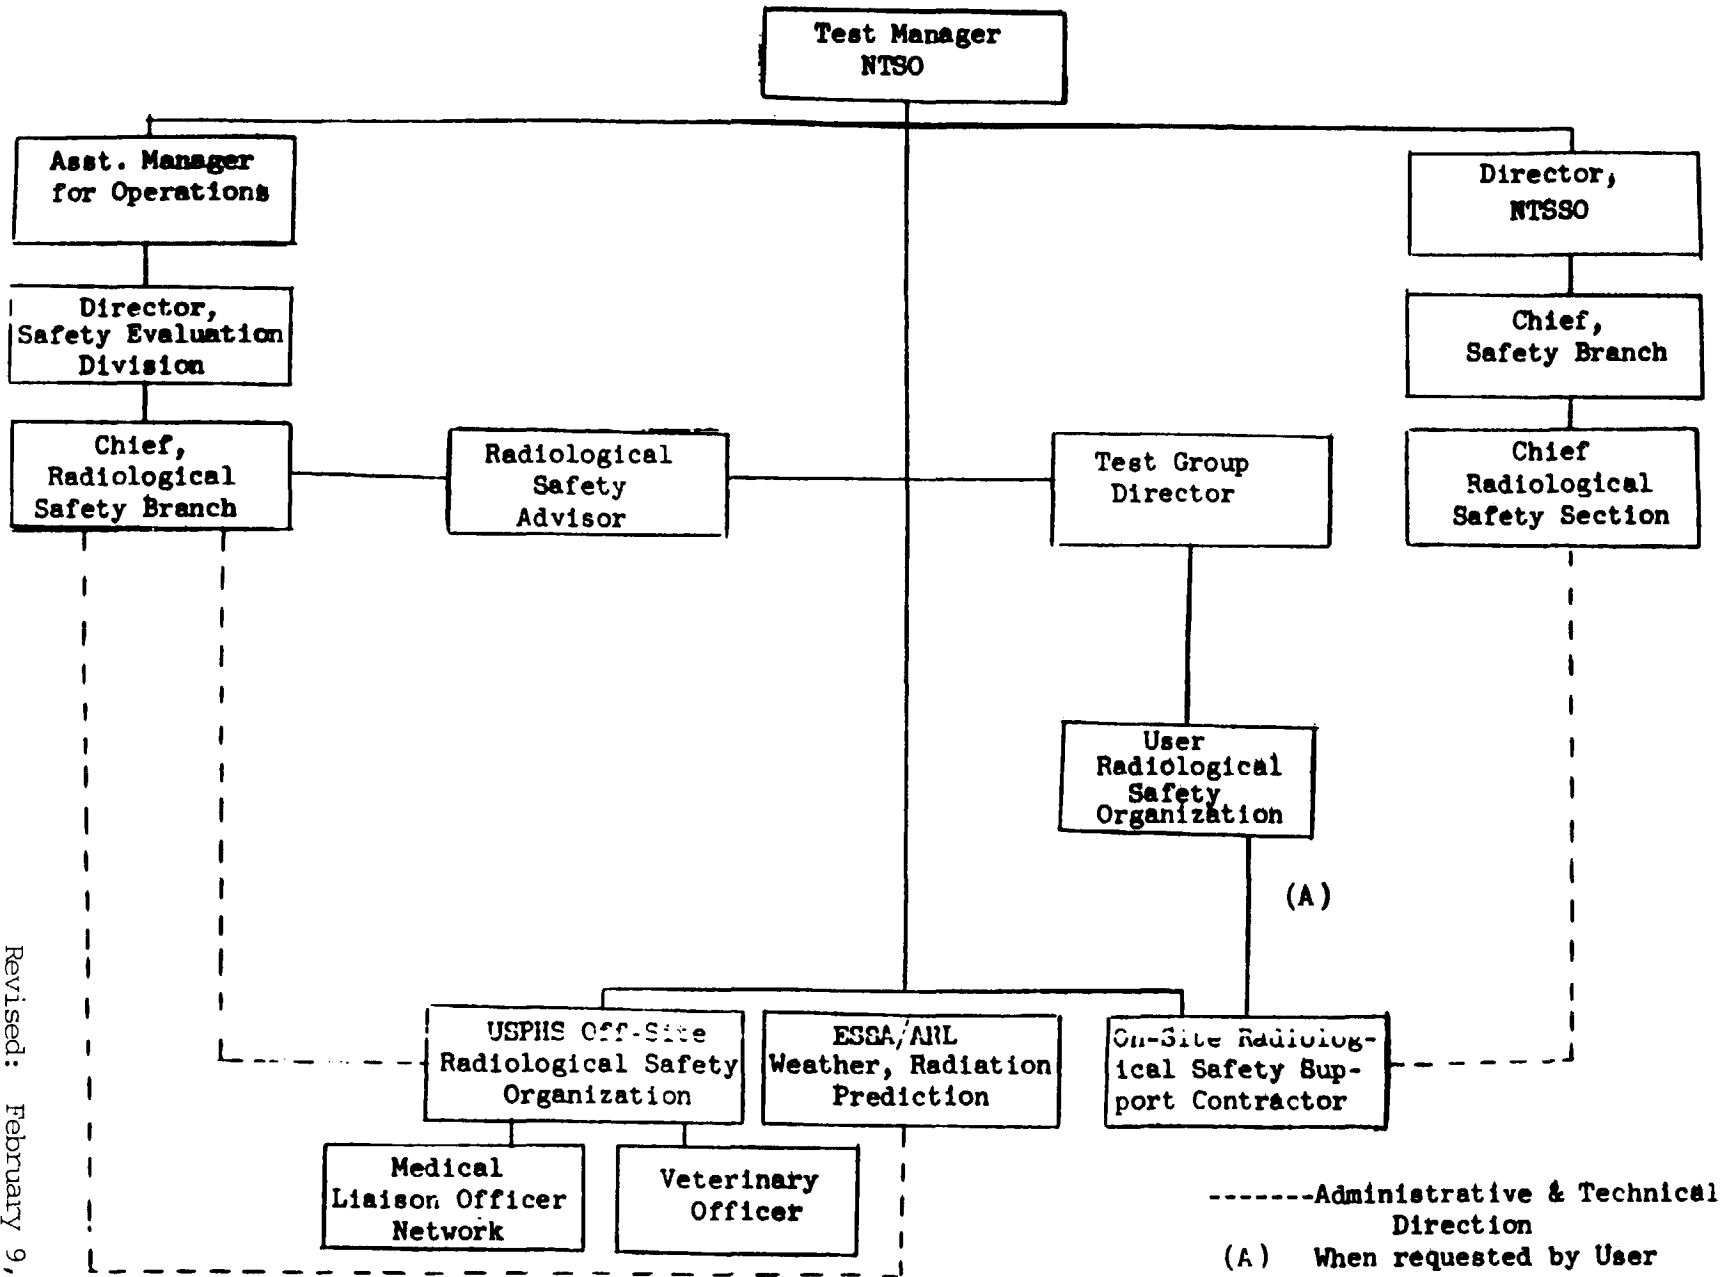 Test Manager
NTSO
Asst. Manager
for Operations
Director,
NTSSO
Director,
Safety Evaluation
Division
Chief,
Safety Branch
Chief,
Radiological
Safety Branch
Radiological
Safety
Advisor
Test Group
Director
Chief
Radiological
Safety Section
User
Radiological
Safety
Organization
(A)
USPHS Off-Site
Radiological Safety
Organization
ESSA/ARL
Weather, Radiation
Prediction
On-Site Radiolog-
ical Safety Sup-
port Contractor
Medical
Liaison Officer
Network
Veterinary
Officer
-------Administrative & Technical
Direction
(A) When requested by User
Revised: February 9,